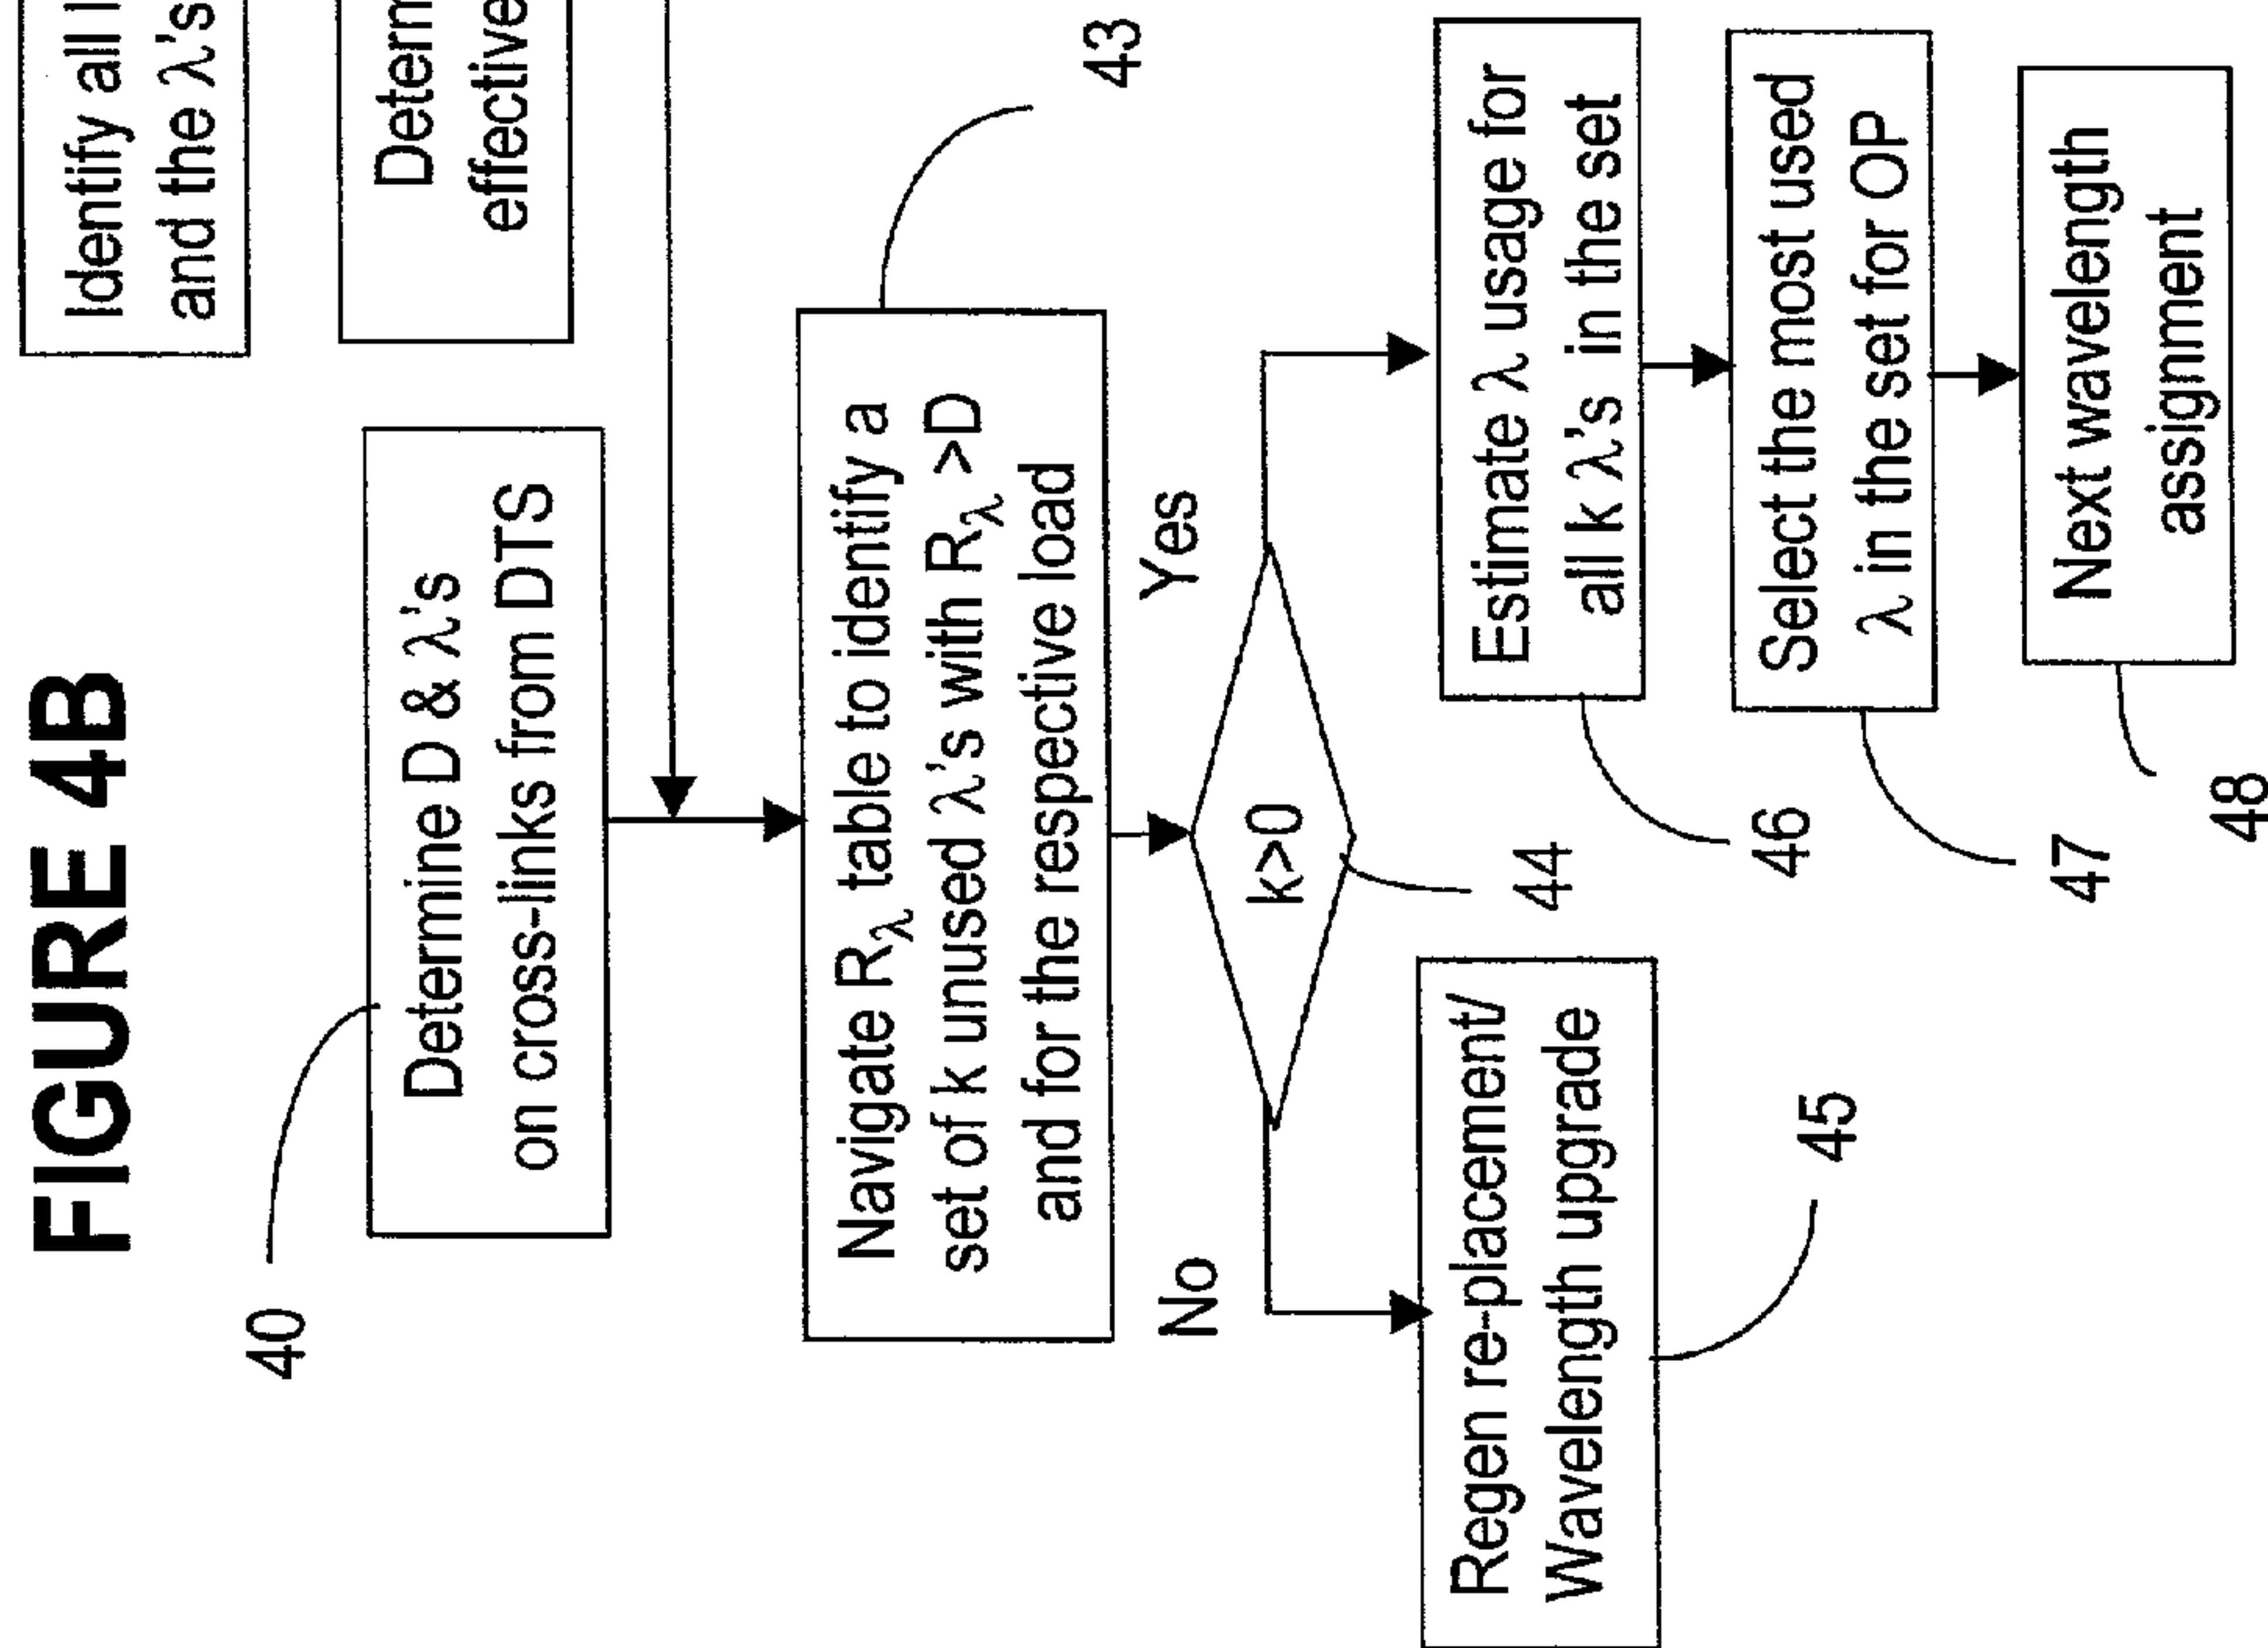 FIGURE 4B
40
Determine D & λ's
on cross-links from DTS
Identify all
and the λ's
effective
43
Navigate Rλ table to identify a
set of k unused λ's with Rλ >D
and for the respective load
No
Yes
k>0
44
Regen re-placement/
Wavelength upgrade
45
Estimate λ usage for
all k λ's in the set
46
Select the most used
λ in the set for OP
47
Next wavelength
assignment
48